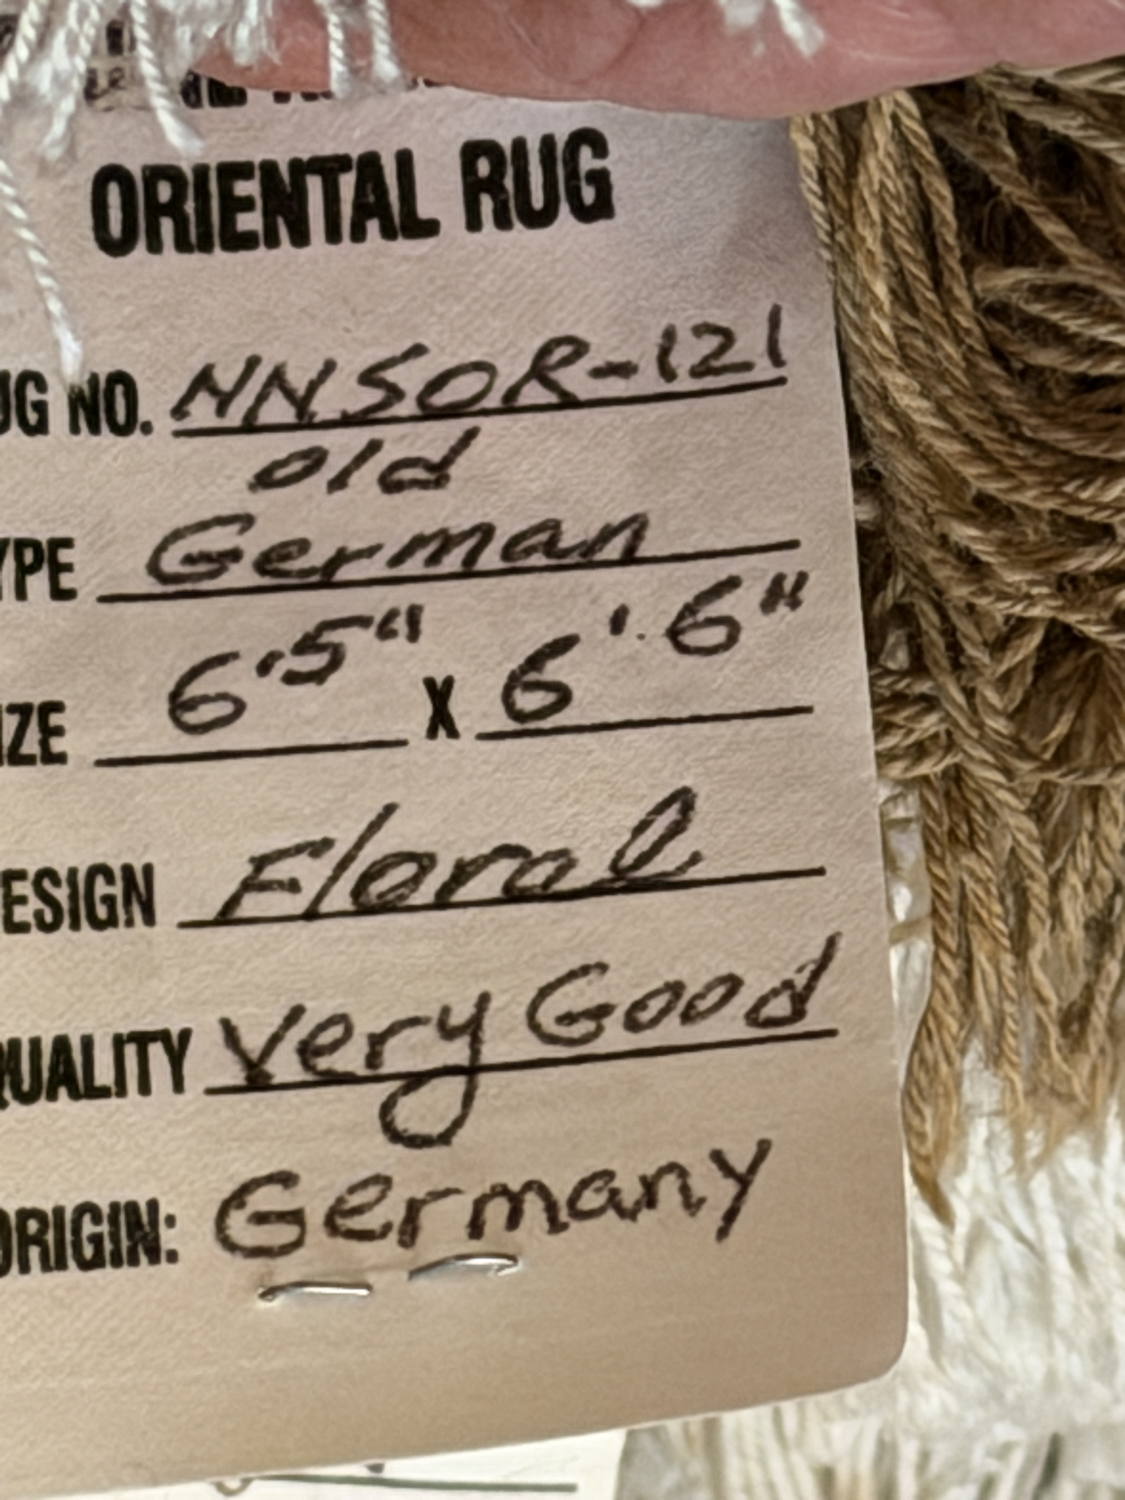 ORIENTAL RUG
UG NO. NNSOR-121
old
YPE German
IZE 6'5" X 6'.6"
ESIGN Floral
QUALITY Very Good
ORIGIN: Germany